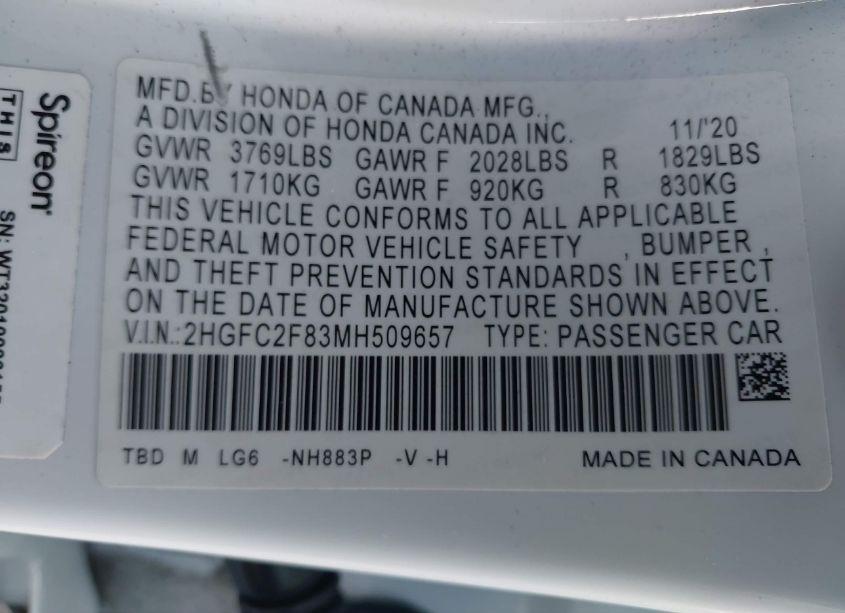 MFD.BY HONDA OF CANADA MFG.,
A DIVISION OF HONDA CANADA INC. 11/'20
GVWR 3769LBS GAWR F 2028LBS R 1829LBS
GVWR 1710KG GAWR F 920KG R 830KG
THIS VEHICLE CONFORMS TO ALL APPLICABLE
FEDERAL MOTOR VEHICLE SAFETY , BUMPER ,
AND THEFT PREVENTION STANDARDS IN EFFECT
ON THE DATE OF MANUFACTURE SHOWN ABOVE.
V.I.N.:2HGFC2F83MH509657 TYPE: PASSENGER CAR
TBD M LG6 -NH883P -V -H MADE IN CANADA
Spireon
THIS
SN: